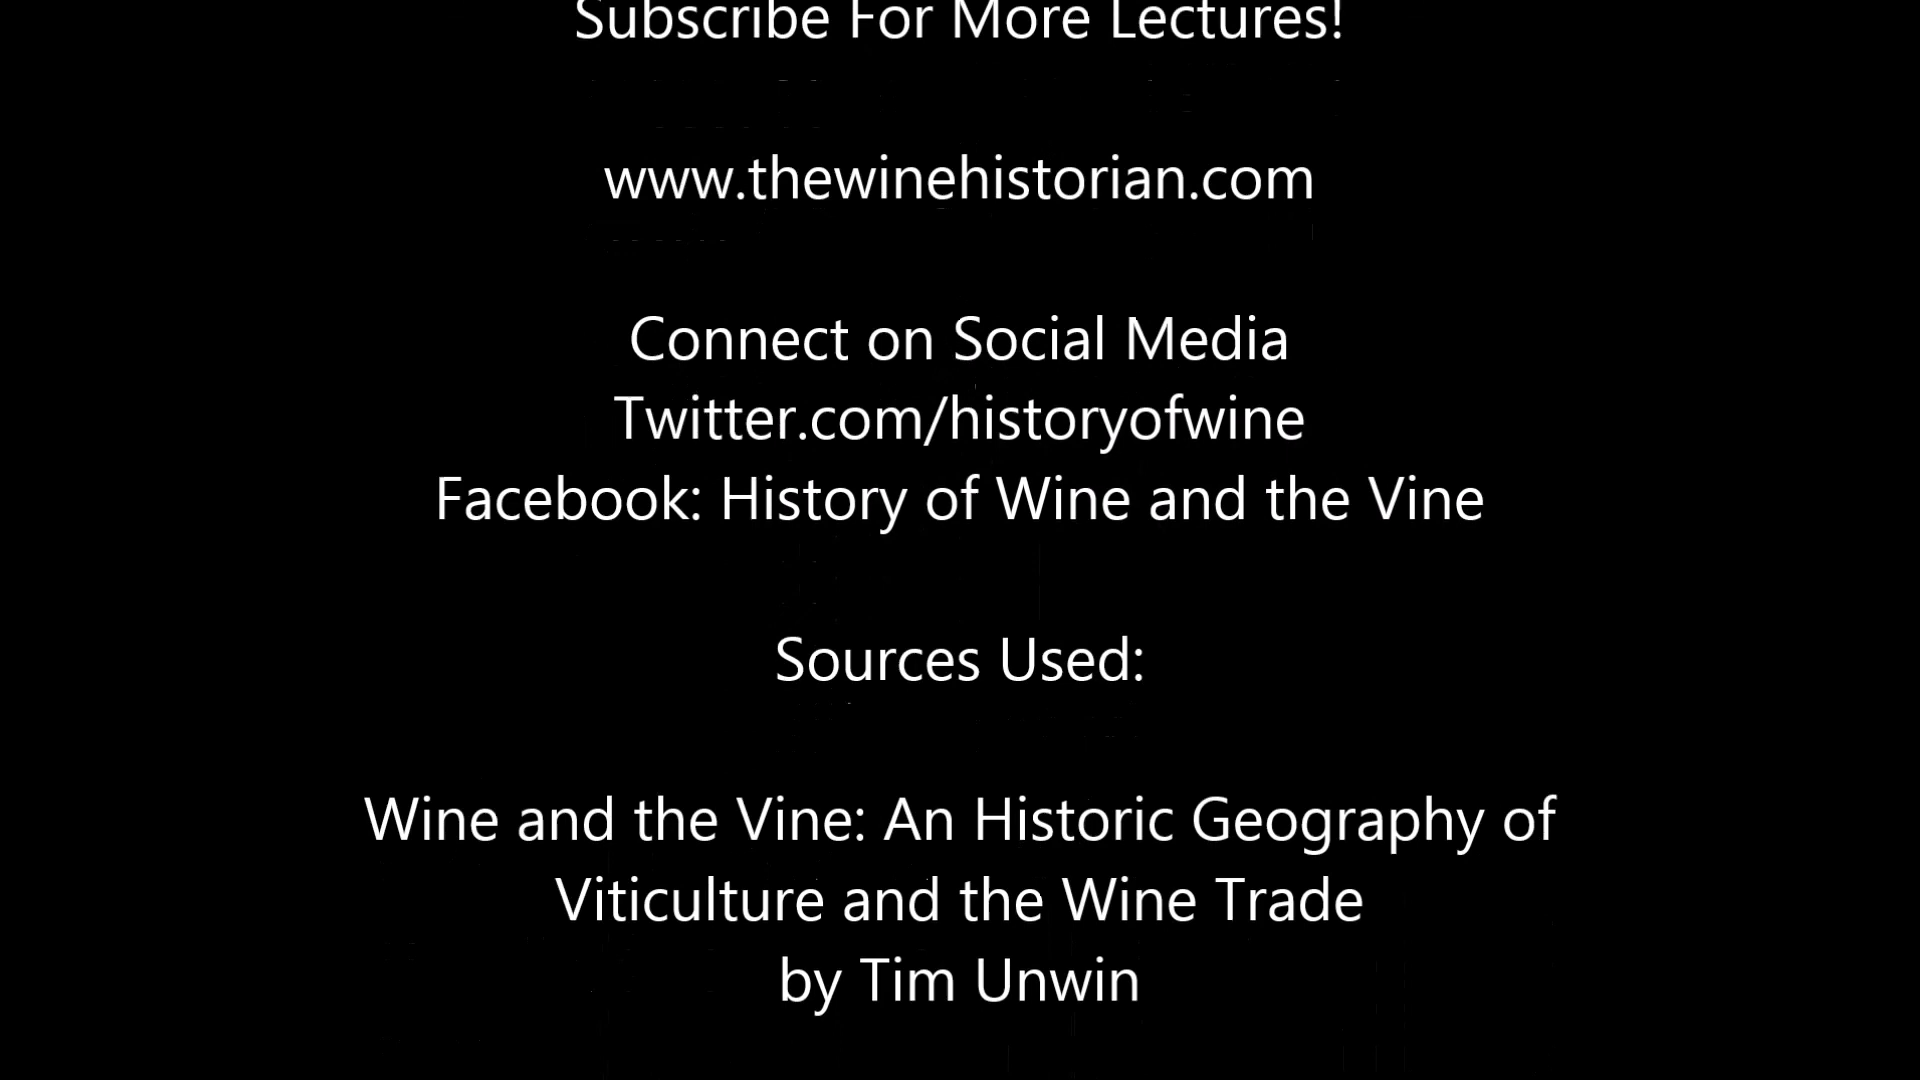 Subscribe For More Lectures!
www.thewinehistorian.com
Connect on Social Media
Twitter.com/historyofwine
Facebook: History of Wine and the Vine
Sources Used:
Wine and the Vine: An Historic Geography of
Viticulture and the Wine Trade
by Tim Unwin